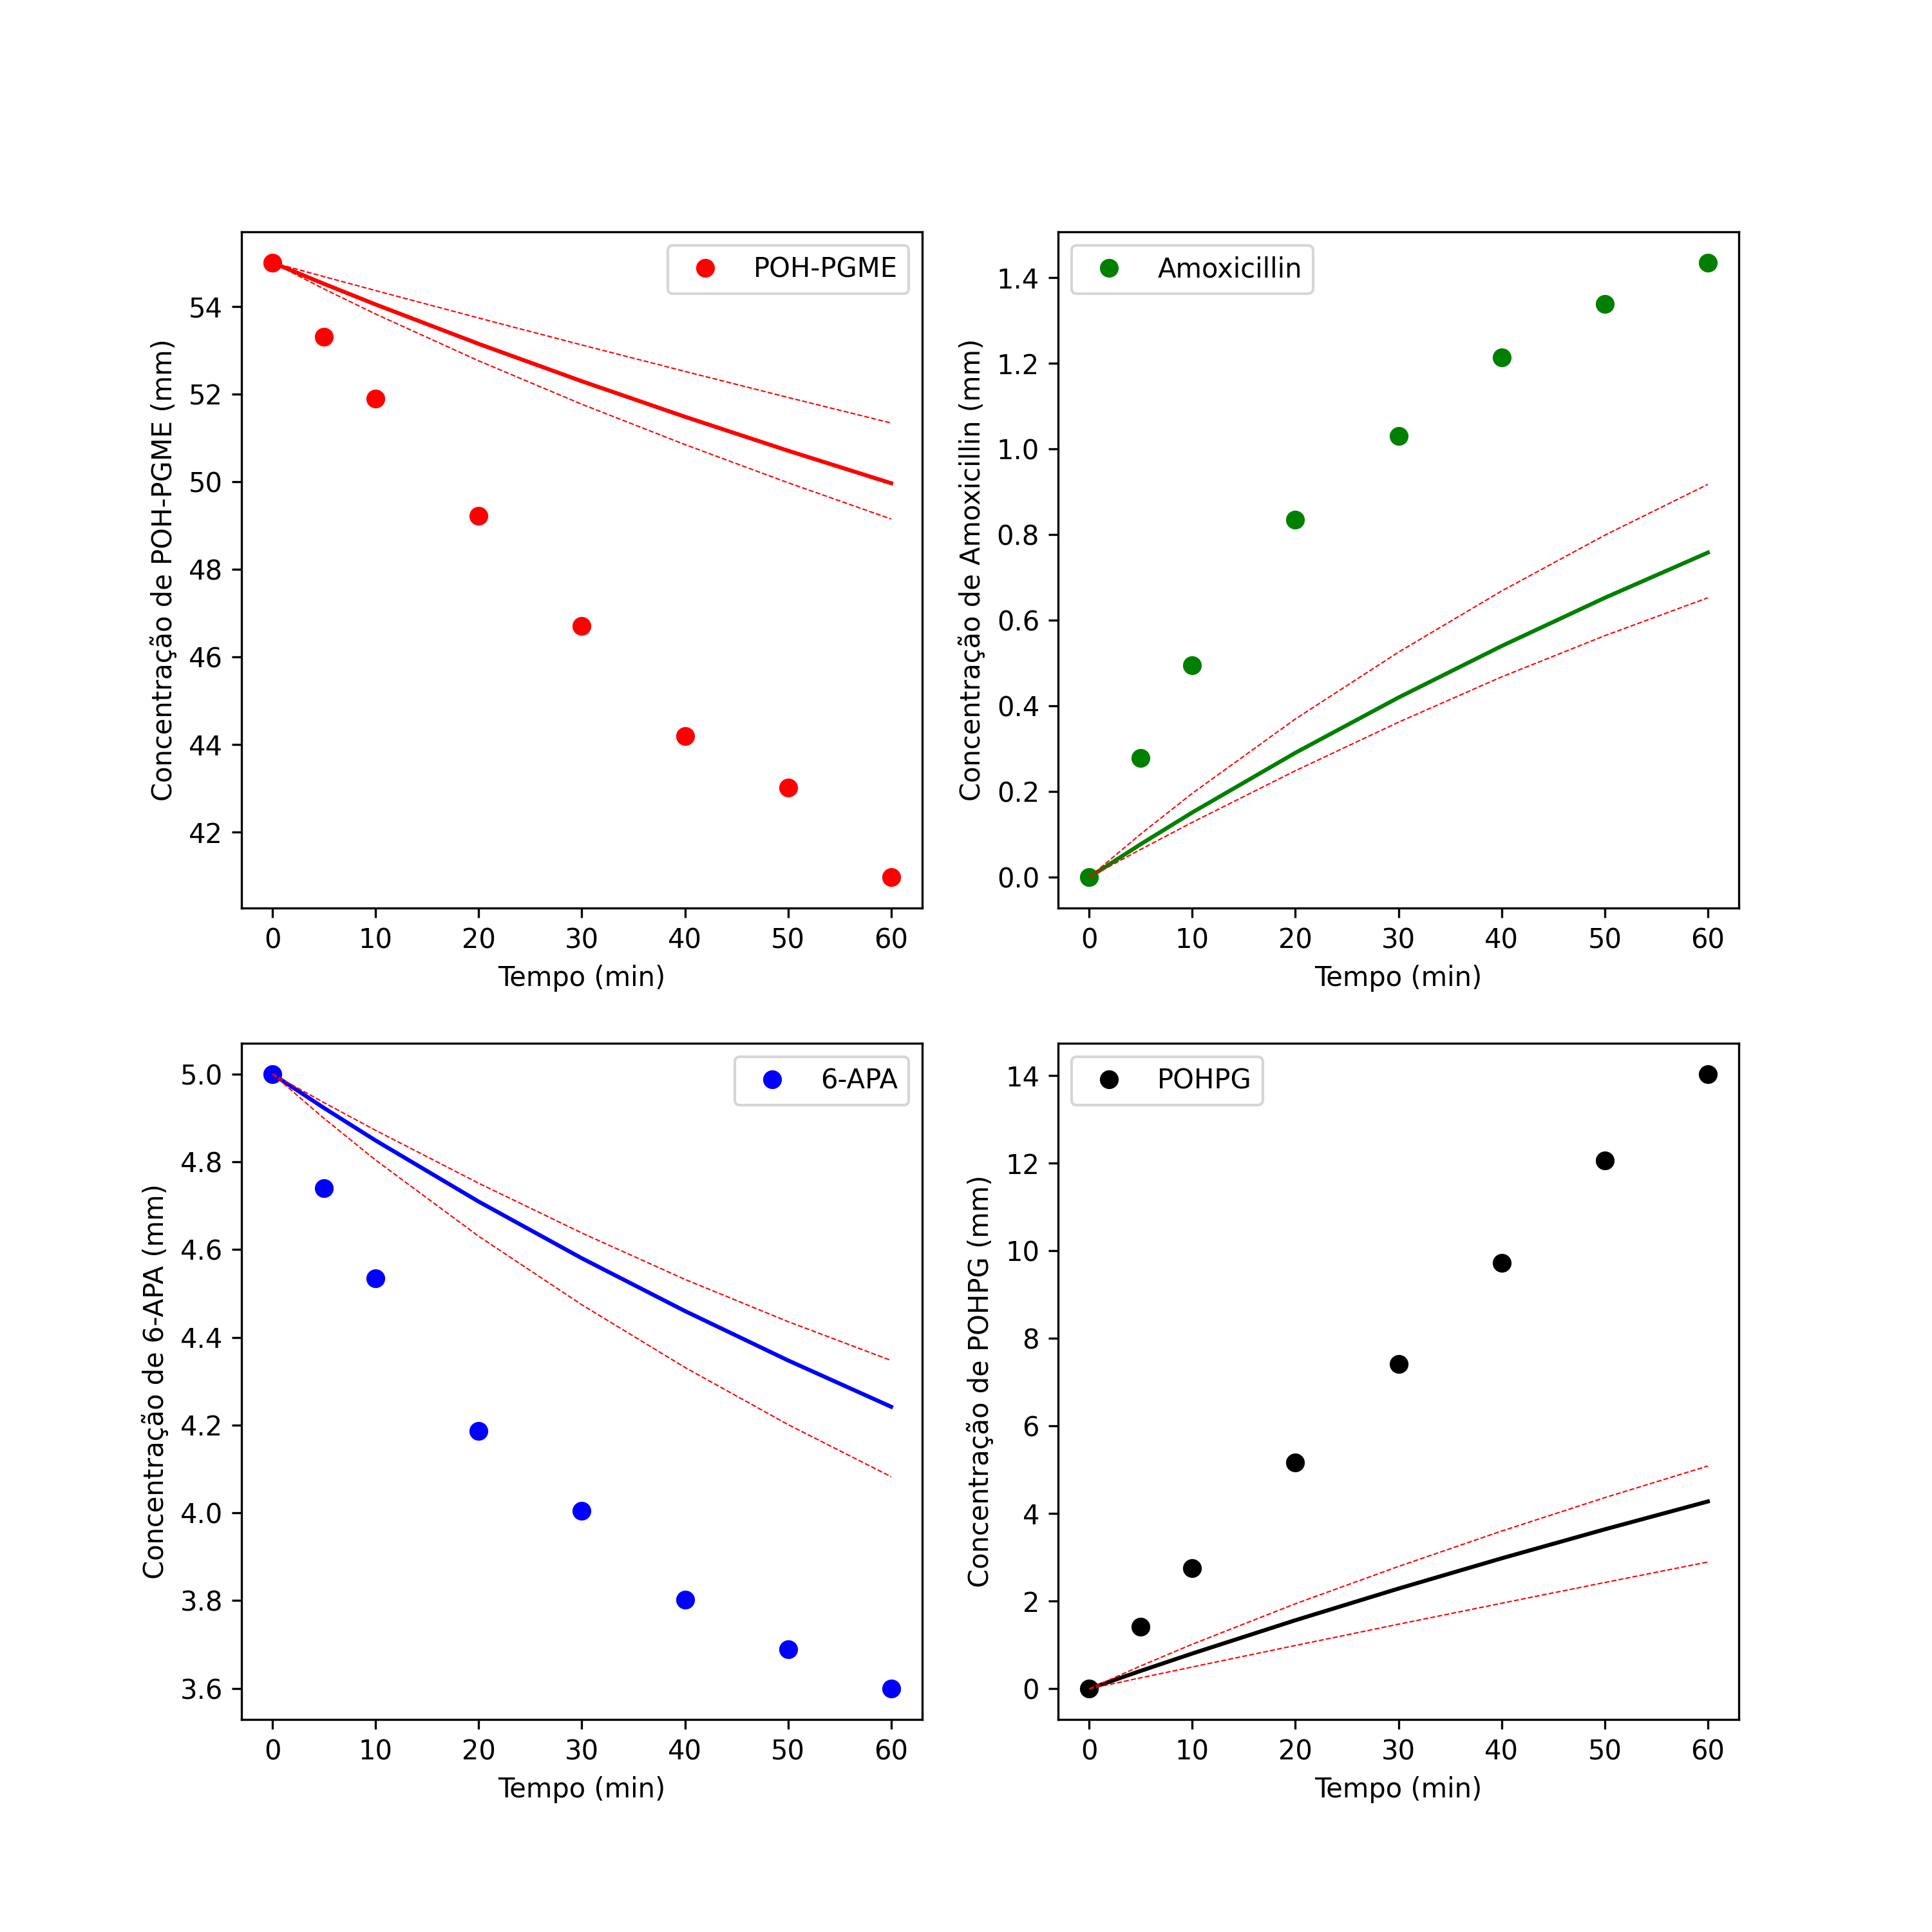 POH-PGME
Concentração de POH-PGME (mm)
54
52
50
48
46
44
42
0 10 20 30 40 50 60
Tempo (min)
Amoxicillin
Concentração de Amoxicillin (mm)
1.4
1.2
1.0
0.8
0.6
0.4
0.2
0.0
0 10 20 30 40 50 60
Tempo (min)
6-APA
Concentração de 6-APA (mm)
5.0
4.8
4.6
4.4
4.2
4.0
3.8
3.6
0 10 20 30 40 50 60
Tempo (min)
POHPG
Concentração de POHPG (mm)
14
12
10
8
6
4
2
0
0 10 20 30 40 50 60
Tempo (min)